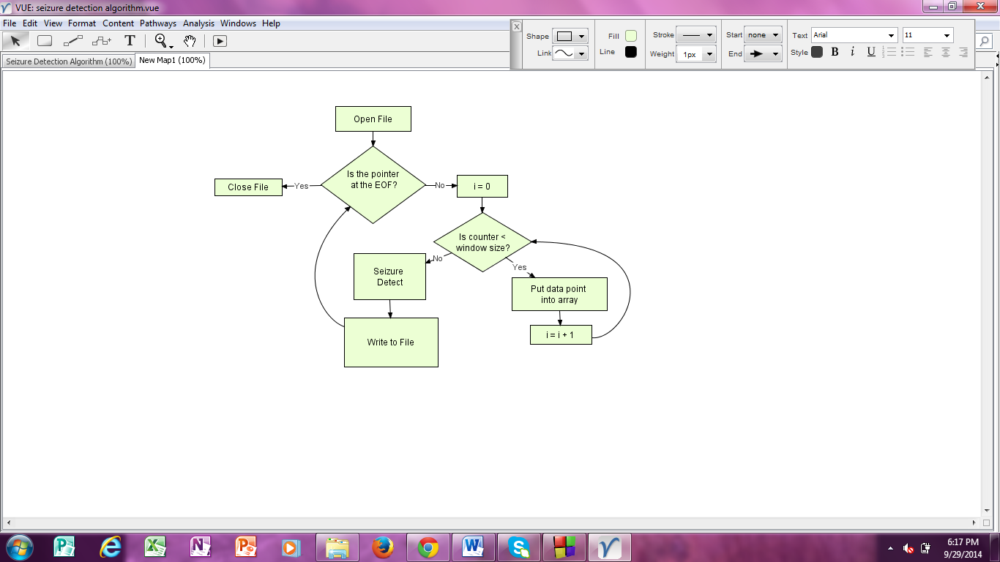 VUE: seizure detection algorithm.vue
File Edit View Format Content Pathways Analysis Windows Help
Shape
Link
Fill
Line
Stroke
Weight 1px
Start none
End
Text Arial 11
Style B i U
Seizure Detection Algorithm (100%) New Map1 (100%)
Open File
Is the pointer
at the EOF?
Yes
Close File
No
i = 0
Is counter <
window size?
No
Seizure
Detect
Yes
Put data point
into array
i = i + 1
Write to File
6:17 PM
9/29/2014